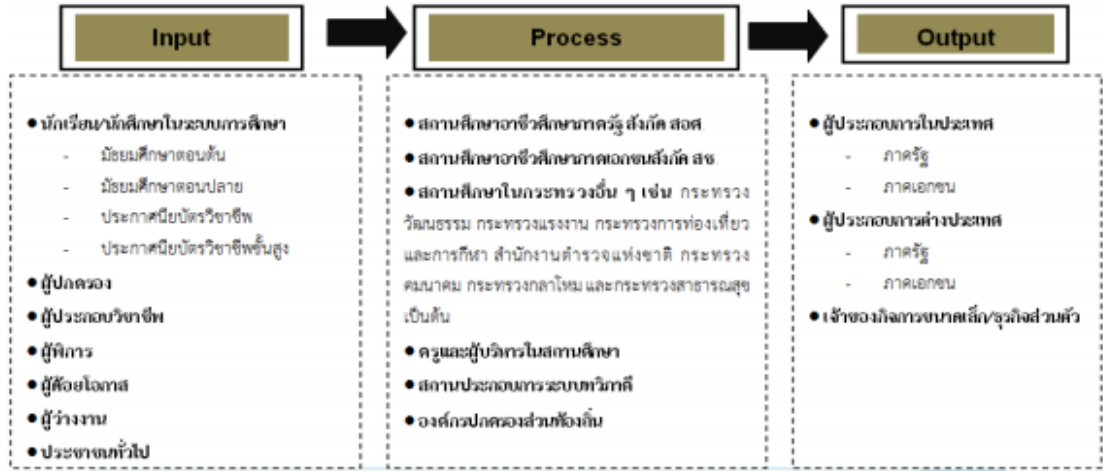 Input
Process
Output
● นักเรียน/นักศึกษาในระบบการศึกษา
- มัธยมศึกษาตอนต้น
- มัธยมศึกษาตอนปลาย
- ประกาศนียบัตรวิชาชีพ
- ประกาศนียบัตรวิชาชีพชั้นสูง
● ผู้ปกครอง
● ผู้ประกอบวิชาชีพ
● ผู้พิการ
● ผู้ด้อยโอกาส
● ผู้ว่างงาน
● ประชาชนทั่วไป
● สถานศึกษาอาชีวศึกษาภาครัฐ สังกัด สอศ.
● สถานศึกษาอาชีวศึกษาภาคเอกชนสังกัด สช.
● สถานศึกษาในกระทรวงอื่น ๆ เช่น กระทรวง
วัฒนธรรม กระทรวงแรงงาน กระทรวงการท่องเที่ยว
และการกีฬา สำนักงานตำรวจแห่งชาติ กระทรวง
คมนาคม กระทรวงกลาโหม และกระทรวงสาธารณสุข
เป็นต้น
● ครูและผู้บริหารในสถานศึกษา
● สถานประกอบการระบบทวิภาคี
● องค์กรปกครองส่วนท้องถิ่น
● ผู้ประกอบการในประเทศ
- ภาครัฐ
- ภาคเอกชน
● ผู้ประกอบการต่างประเทศ
- ภาครัฐ
- ภาคเอกชน
● เจ้าของกิจการขนาดเล็ก/ธุรกิจส่วนตัว